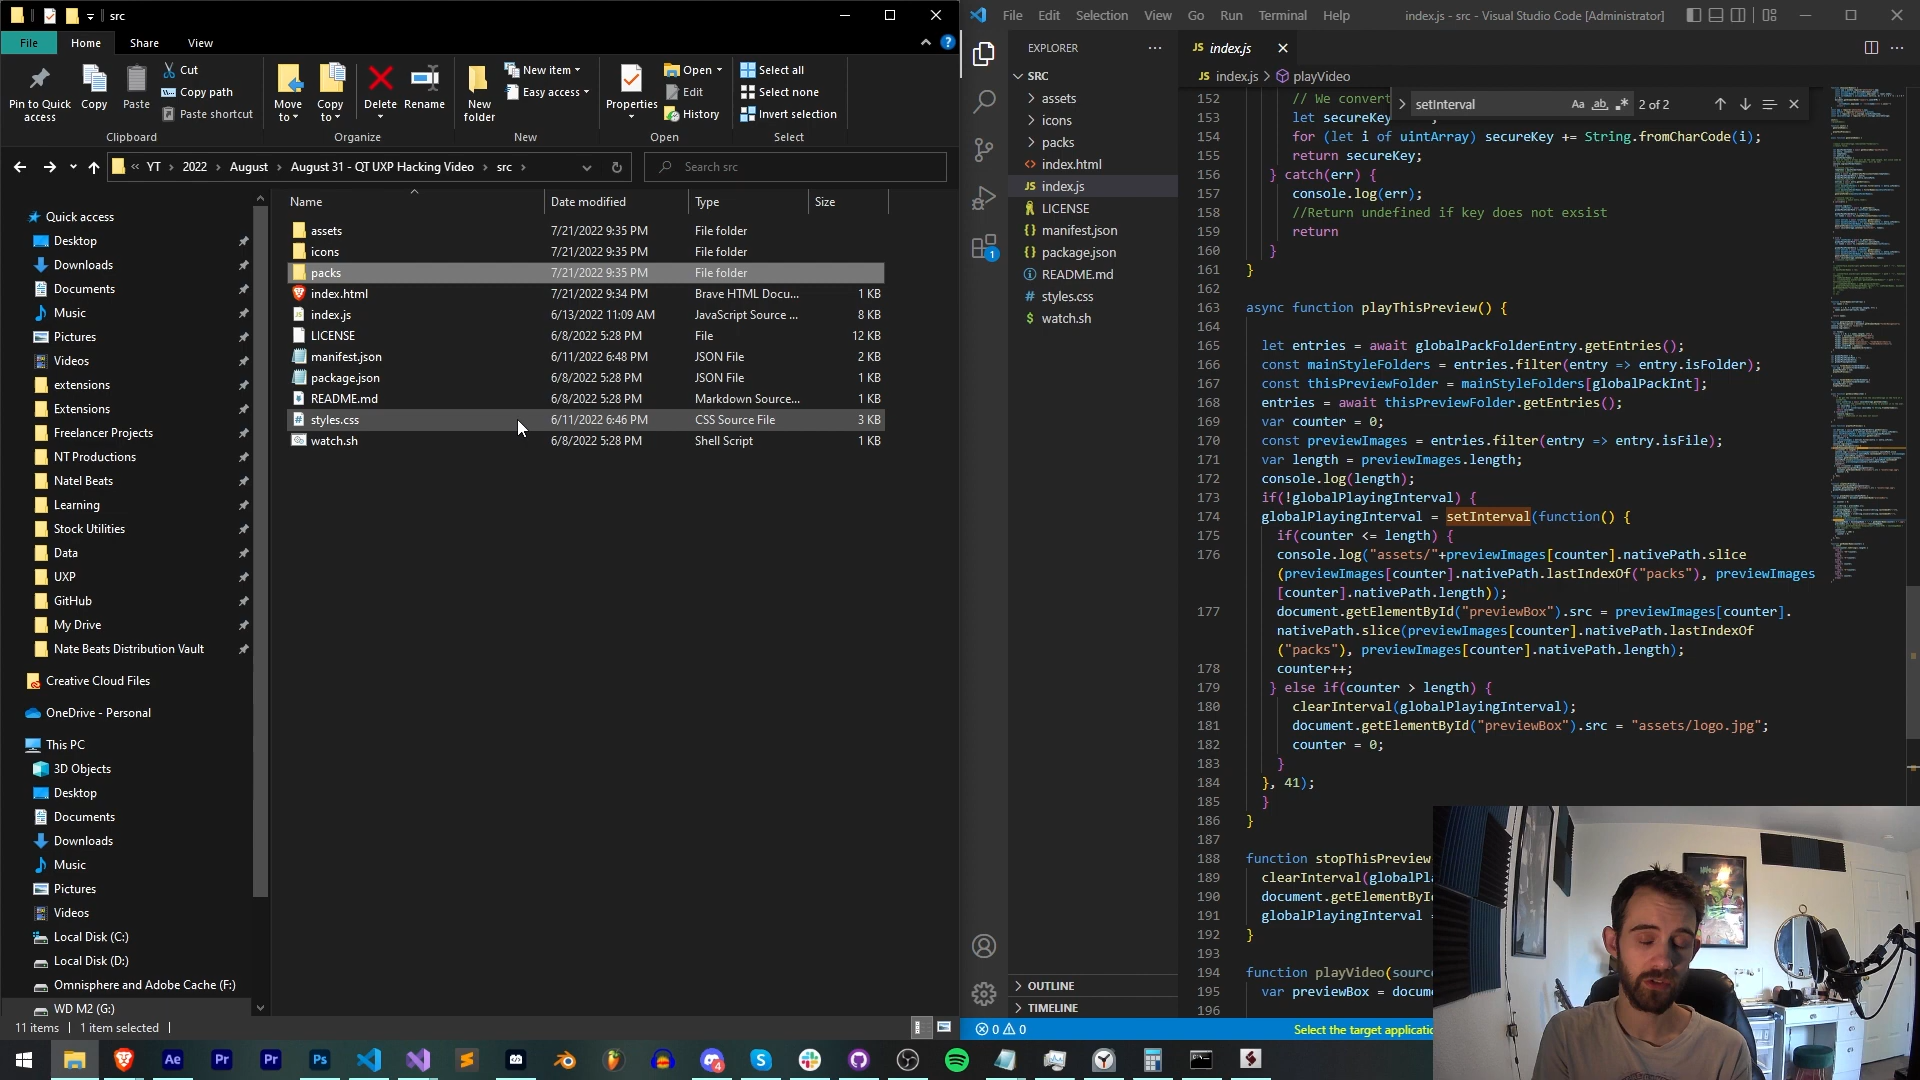 src
File
Home
Share
View
Pin to Quick access
Copy
Paste
Cut
Copy path
Paste shortcut
Clipboard
Move to
Copy to
Delete
Rename
Organize
New folder
New item
Easy access
New
Properties
Open
Edit
History
Open
Select all
Select none
Invert selection
Select
« YT > 2022 > August > August 31 - QT UXP Hacking Video > src >
Search src
Quick access
Desktop
Downloads
Documents
Music
Pictures
Videos
extensions
Extensions
Freelancer Projects
NT Productions
Natel Beats
Learning
Stock Utilities
Data
UXP
GitHub
My Drive
Nate Beats Distribution Vault
Creative Cloud Files
OneDrive - Personal
This PC
3D Objects
Desktop
Documents
Downloads
Music
Pictures
Videos
Local Disk (C:)
Local Disk (D:)
Omnisphere and Adobe Cache (F:)
WD M2 (G:)
Name Date modified Type Size
assets 7/21/2022 9:35 PM File folder
icons 7/21/2022 9:35 PM File folder
packs 7/21/2022 9:35 PM File folder
index.html 7/21/2022 9:34 PM Brave HTML Docu... 1 KB
index.js 6/13/2022 11:09 AM JavaScript Source ... 8 KB
LICENSE 6/8/2022 5:28 PM File 12 KB
manifest.json 6/11/2022 6:48 PM JSON File 2 KB
package.json 6/8/2022 5:28 PM JSON File 1 KB
README.md 6/8/2022 5:28 PM Markdown Source... 1 KB
styles.css 6/11/2022 6:46 PM CSS Source File 3 KB
watch.sh 6/8/2022 5:28 PM Shell Script 1 KB
11 items 1 item selected
File Edit Selection View Go Run Terminal Help
index.js - src - Visual Studio Code [Administrator]
EXPLORER
SRC
assets
icons
packs
index.html
index.js
LICENSE
manifest.json
package.json
README.md
styles.css
watch.sh
OUTLINE
TIMELINE
1
JS index.js
JS index.js > playVideo
setInterval Aa ab 2 of 2
152 // We convert
153 let secureKey
154 for (let i of uintArray) secureKey += String.fromCharCode(i);
155 return secureKey;
156 } catch(err) {
157 console.log(err);
158 //Return undefined if key does not exsist
159 return
160 }
161 }
162
163 async function playThisPreview() {
164
165 let entries = await globalPackFolderEntry.getEntries();
166 const mainStyleFolders = entries.filter(entry => entry.isFolder);
167 const thisPreviewFolder = mainStyleFolders[globalPackInt];
168 entries = await thisPreviewFolder.getEntries();
169 var counter = 0;
170 const previewImages = entries.filter(entry => entry.isFile);
171 var length = previewImages.length;
172 console.log(length);
173 if(!globalPlayingInterval) {
174 globalPlayingInterval = setInterval(function() {
175 if(counter <= length) {
176 console.log("assets/"+previewImages[counter].nativePath.slice
(previewImages[counter].nativePath.lastIndexOf("packs"), previewImages
[counter].nativePath.length));
177 document.getElementById("previewBox").src = previewImages[counter].
nativePath.slice(previewImages[counter].nativePath.lastIndexOf
("packs"), previewImages[counter].nativePath.length);
178 counter++;
179 } else if(counter > length) {
180 clearInterval(globalPlayingInterval);
181 document.getElementById("previewBox").src = "assets/logo.jpg";
182 counter = 0;
183 }
184 }, 41);
185 }
186 }
187
188 function stopThisPreview
189 clearInterval(globalPla
190 document.getElementById
191 globalPlayingInterval =
192 }
193
194 function playVideo(sourc
195 var previewBox = docum
196
0 0
Select the target applicatio
Ae
Pr
Pr
Ps
4